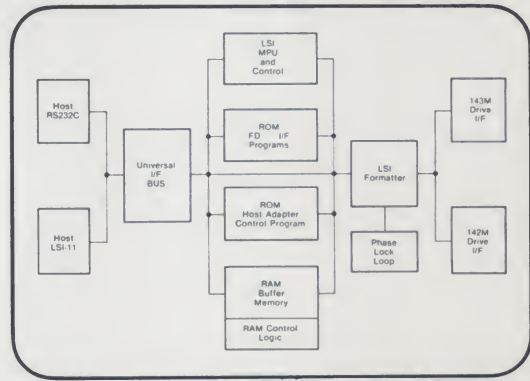 Host
RS232C
Host
LSI-11
Universal
I/F
BUS
LSI
MPU
and
Control
ROM
FD I/F
Programs
ROM
Host Adapter
Control Program
RAM
Buffer
Memory
RAM Control
Logic
LSI
Formatter
Phase
Lock
Loop
143M
Drive
I/F
142M
Drive
I/F